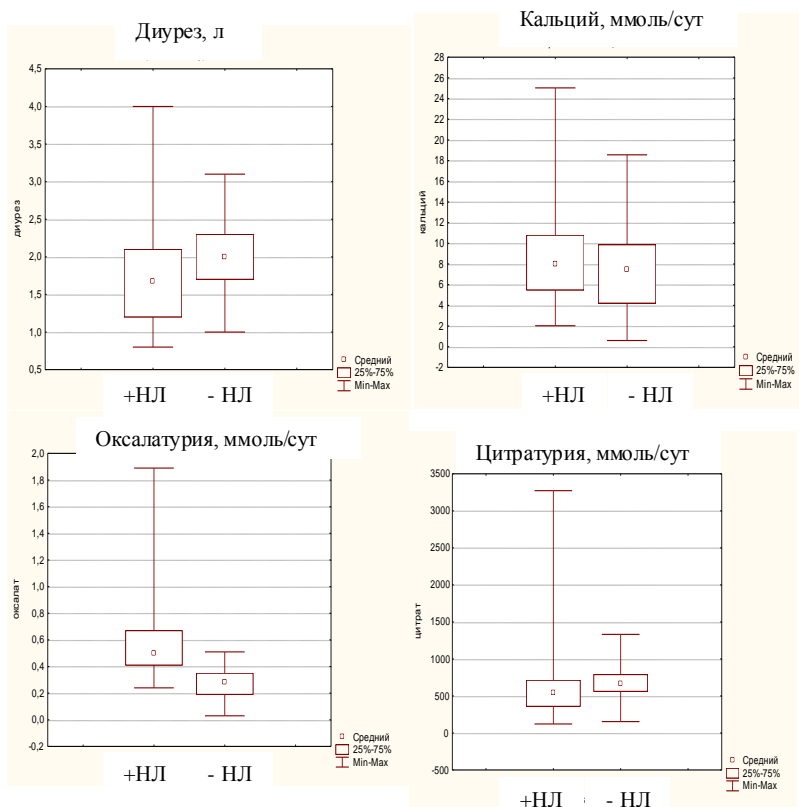 Диурез, л
4,5
4,0
3,5
3,0
2,5
2,0
1,5
1,0
0,5
диурез
Средний
25%-75%
Min-Max
+НЛ - НЛ
Кальций, ммоль/сут
28
26
24
22
20
18
16
14
12
10
8
6
4
2
0
-2
кальций
Средний
25%-75%
Min-Max
+НЛ - НЛ
Оксалатурия, ммоль/сут
2,0
1,8
1,6
1,4
1,2
1,0
0,8
0,6
0,4
0,2
0,0
-0,2
оксалат
Средний
25%-75%
Min-Max
+НЛ - НЛ
Цитратурия, ммоль/сут
3500
3000
2500
2000
1500
1000
500
0
-500
цитрат
Средний
25%-75%
Min-Max
+НЛ - НЛ